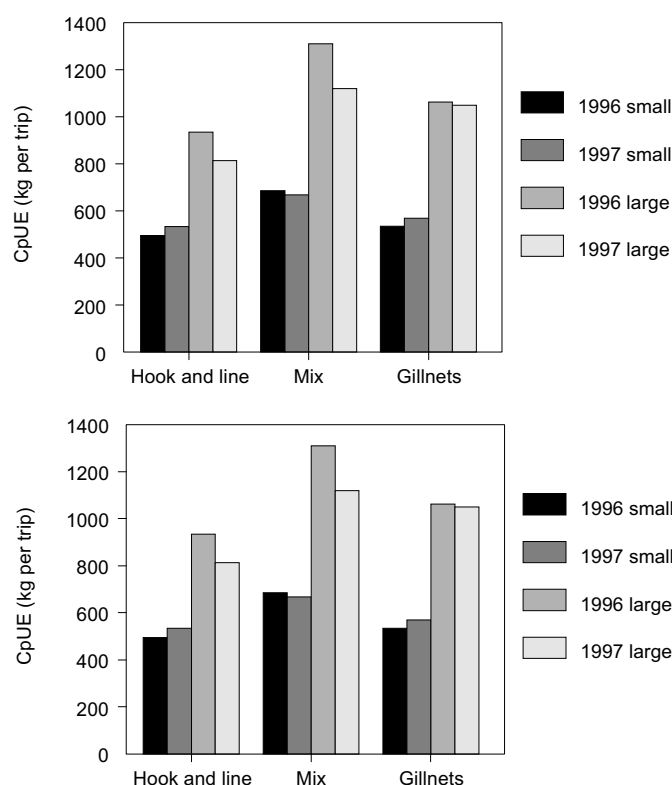 1400
1200
1000
800
600
400
200
0
CpUE (kg per trip)
Hook and line Mix Gillnets
1996 small
1997 small
1996 large
1997 large
1400
1200
1000
800
600
400
200
0
CpUE (kg per trip)
Hook and line Mix Gillnets
1996 small
1997 small
1996 large
1997 large